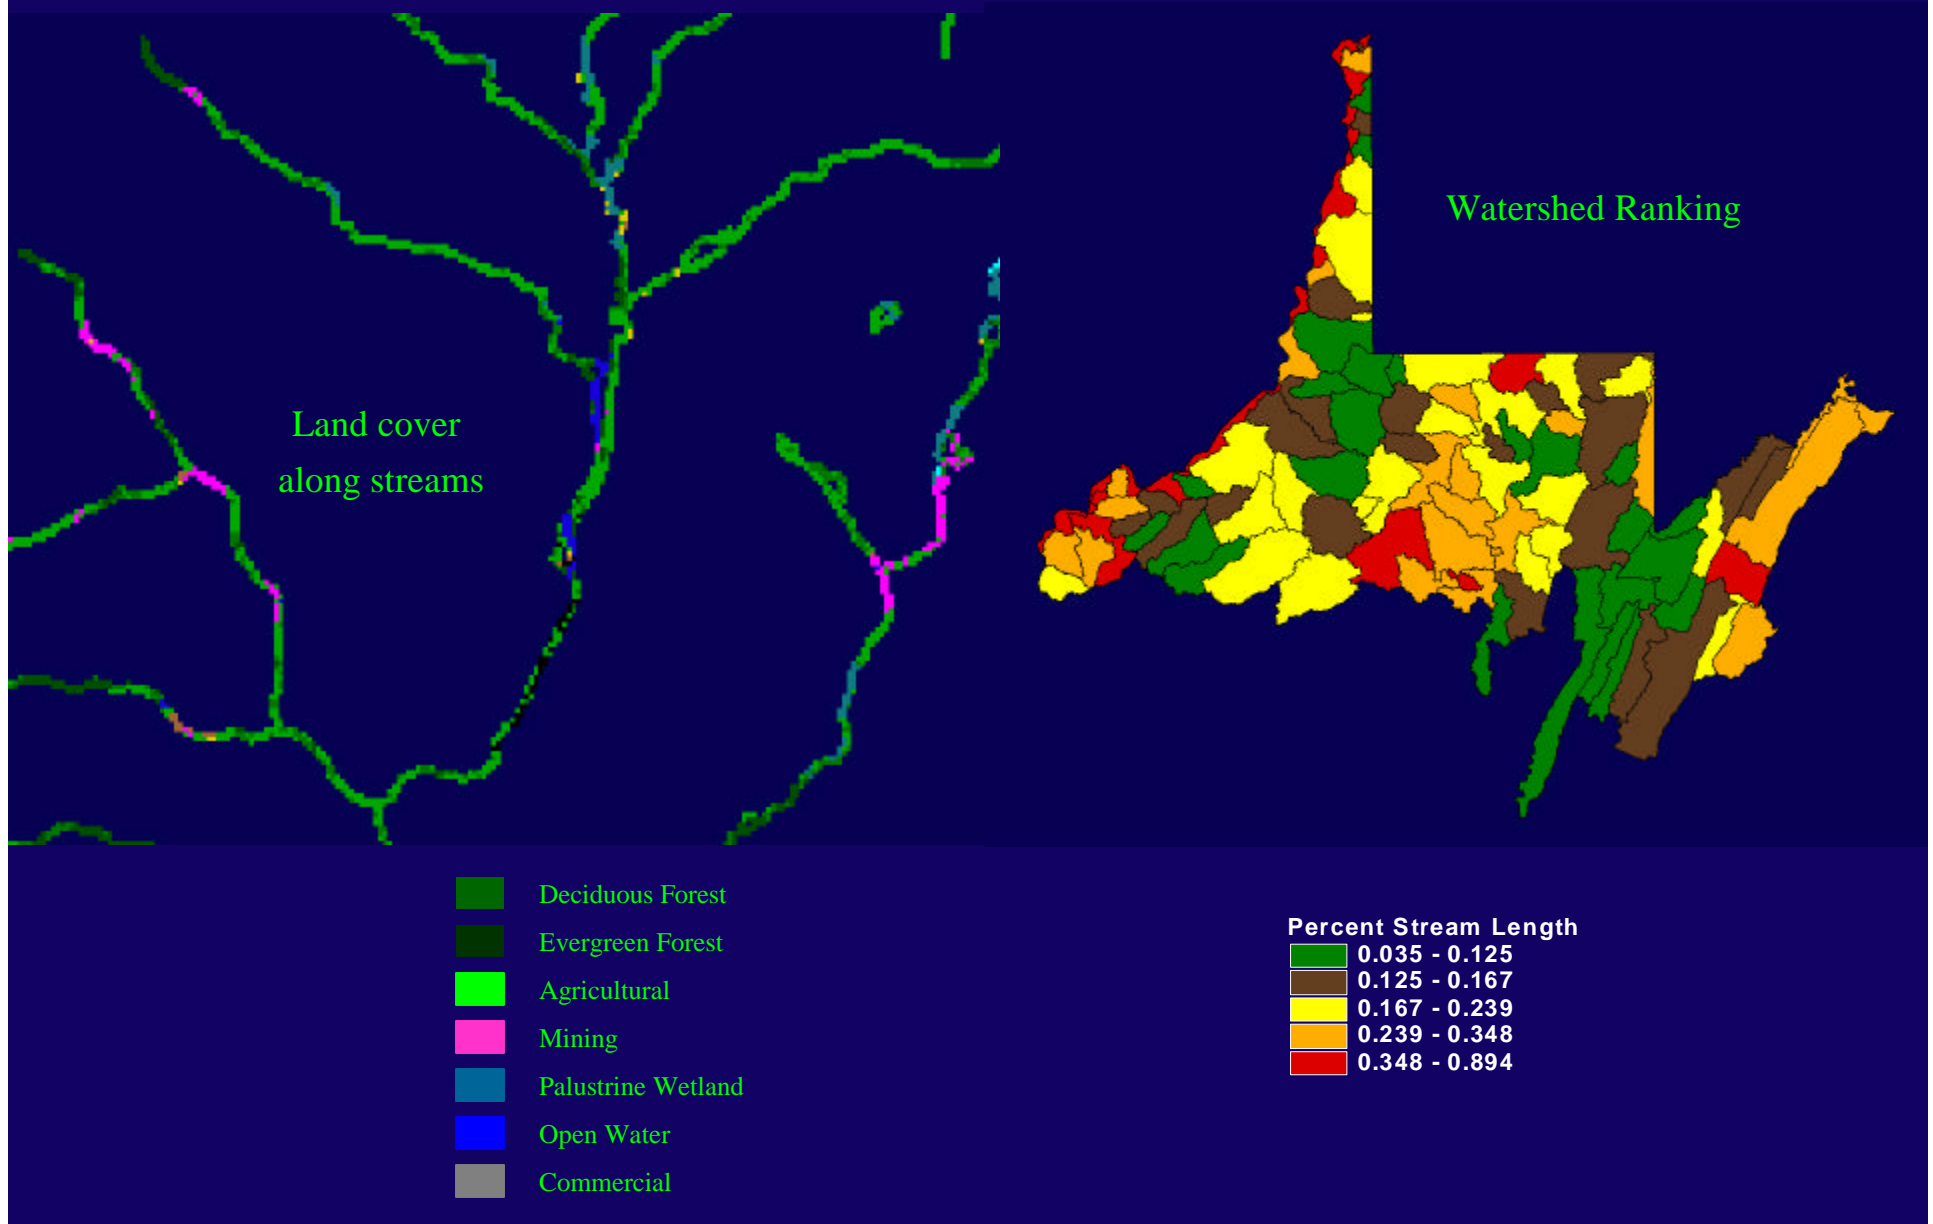 Land cover
along streams
Watershed Ranking
Deciduous Forest
Evergreen Forest
Agricultural
Mining
Palustrine Wetland
Open Water
Commercial
Percent Stream Length
0.035 - 0.125
0.125 - 0.167
0.167 - 0.239
0.239 - 0.348
0.348 - 0.894